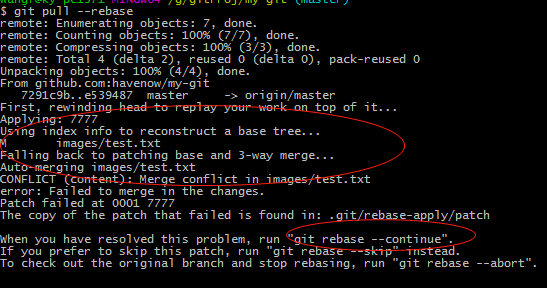 $ git pull --rebase
remote: Enumerating objects: 7, done.
remote: Counting objects: 100% (7/7), done.
remote: Compressing objects: 100% (3/3), done.
remote: Total 4 (delta 2), reused 0 (delta 0), pack-reused 0
Unpacking objects: 100% (4/4), done.
From github.com:havenow/my-git
   7291c9b..e539487  master     -> origin/master
First, rewinding head to replay your work on top of it...
Applying: 7777
Using index info to reconstruct a base tree...
M       images/test.txt
Falling back to patching base and 3-way merge...
Auto-merging images/test.txt
CONFLICT (content): Merge conflict in images/test.txt
error: Failed to merge in the changes.
Patch failed at 0001 7777
The copy of the patch that failed is found in: .git/rebase-apply/patch
When you have resolved this problem, run "git rebase --continue".
If you prefer to skip this patch, run "git rebase --skip" instead.
To check out the original branch and stop rebasing, run "git rebase --abort".